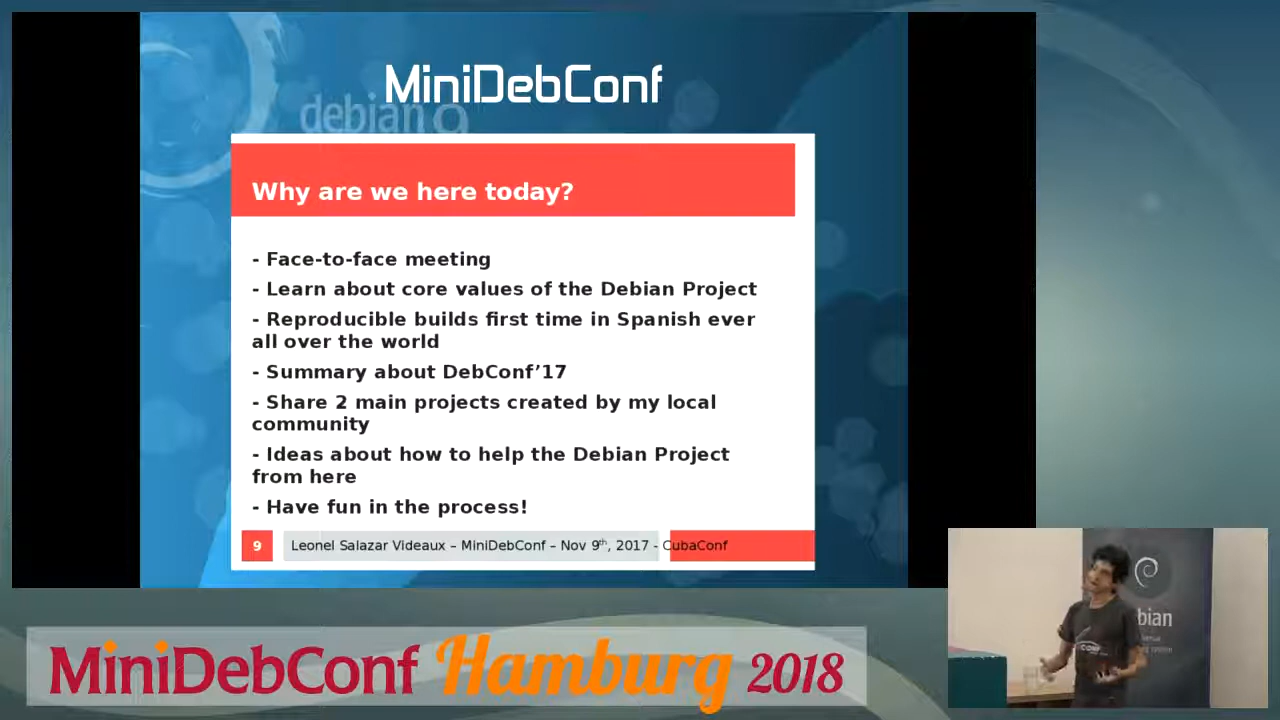 MiniDebConf
debian 9
Why are we here today?
- Face-to-face meeting
- Learn about core values of the Debian Project
- Reproducible builds first time in Spanish ever
all over the world
- Summary about DebConf’17
- Share 2 main projects created by my local
community
- Ideas about how to help the Debian Project
from here
- Have fun in the process!
9
Leonel Salazar Videaux – MiniDebConf – Nov 9th, 2017 - CubaConf
bian
MiniDebConf Hamburg 2018